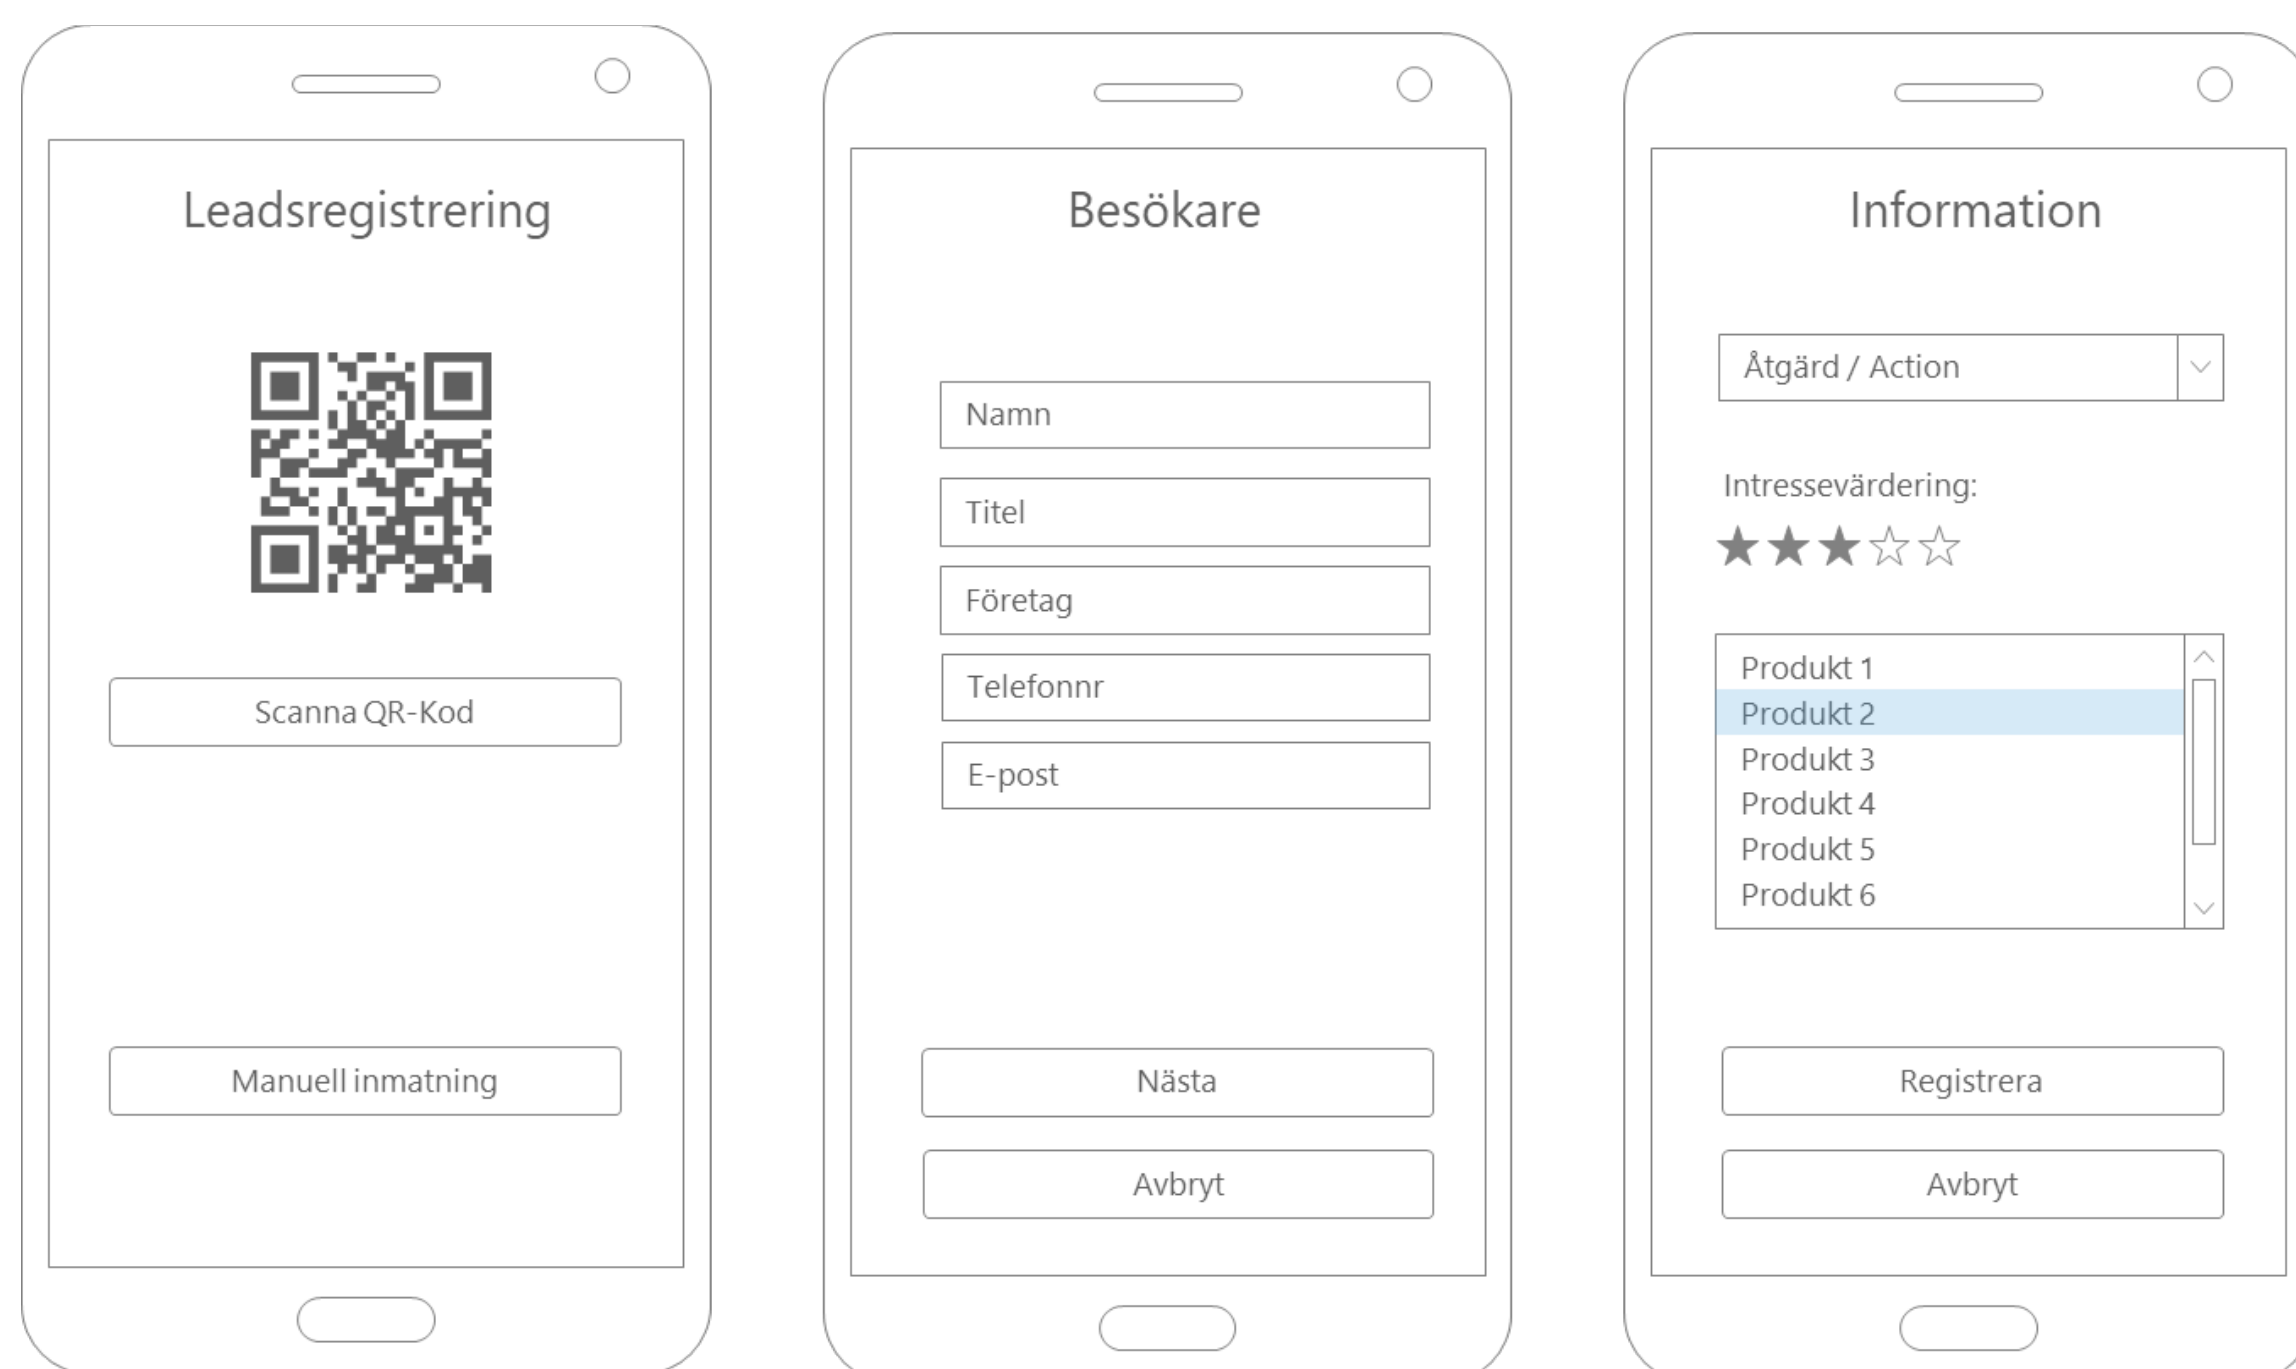 Leadsregistrering
Scanna QR-Kod
Manuell inmatning
Besökare
Namn
Titel
Företag
Telefonnr
E-post
Nästa
Avbryt
Information
Åtgärd / Action
Intressevärdering:
Produkt 1
Produkt 2
Produkt 3
Produkt 4
Produkt 5
Produkt 6
Registrera
Avbryt